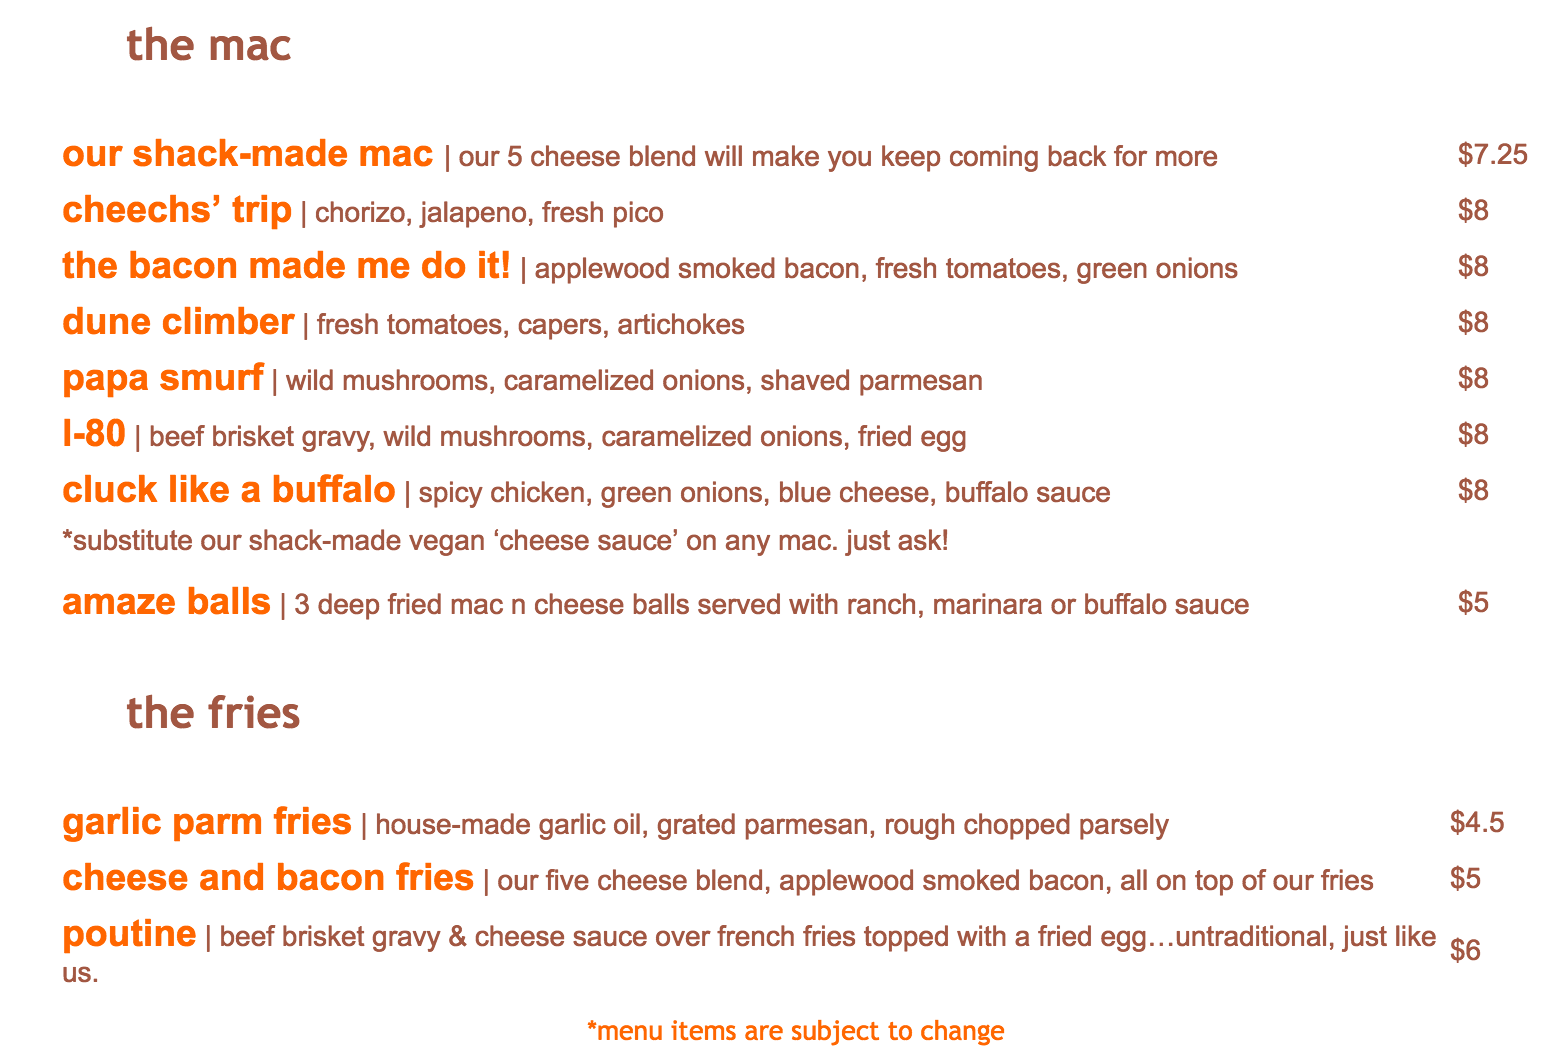 the mac
our shack-made mac | our 5 cheese blend will make you keep coming back for more $7.25
cheechs’ trip | chorizo, jalapeno, fresh pico $8
the bacon made me do it! | applewood smoked bacon, fresh tomatoes, green onions $8
dune climber | fresh tomatoes, capers, artichokes $8
papa smurf | wild mushrooms, caramelized onions, shaved parmesan $8
I-80 | beef brisket gravy, wild mushrooms, caramelized onions, fried egg $8
cluck like a buffalo | spicy chicken, green onions, blue cheese, buffalo sauce $8
*substitute our shack-made vegan ‘cheese sauce’ on any mac. just ask!
amaze balls | 3 deep fried mac n cheese balls served with ranch, marinara or buffalo sauce $5
the fries
garlic parm fries | house-made garlic oil, grated parmesan, rough chopped parsely $4.5
cheese and bacon fries | our five cheese blend, applewood smoked bacon, all on top of our fries $5
poutine | beef brisket gravy & cheese sauce over french fries topped with a fried egg…untraditional, just like $6
us.
*menu items are subject to change